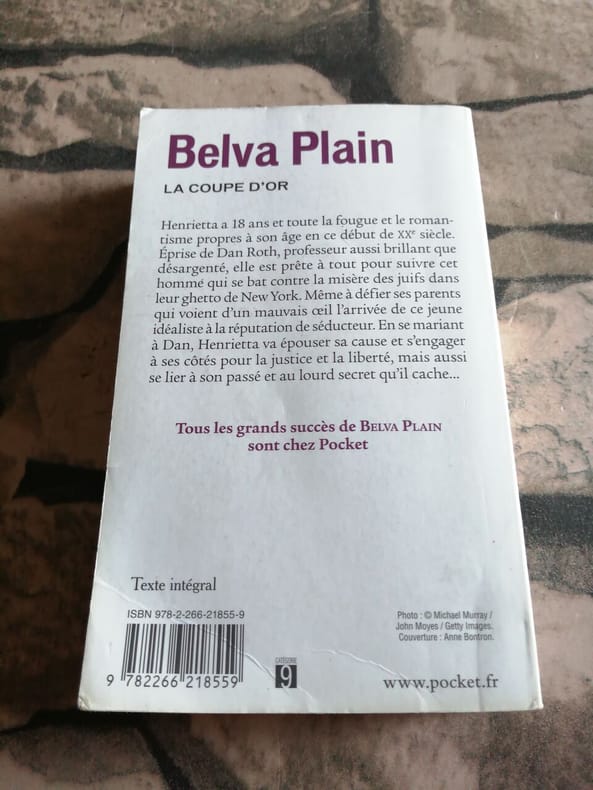 Belva Plain
LA COUPE D'OR
Henrietta a 18 ans et toute la fougue et le roman-
tisme propres à son âge en ce début de XXe siècle.
Éprise de Dan Roth, professeur aussi brillant que
désargenté, elle est prête à tout pour suivre cet
homme qui se bat contre la misère des juifs dans
leur ghetto de New York. Même à défier ses parents
qui voient d'un mauvais œil l'arrivée de ce jeune
idéaliste à la réputation de séducteur. En se mariant
à Dan, Henrietta va épouser sa cause et s'engager
à ses côtés pour la justice et la liberté, mais aussi
se lier à son passé et au lourd secret qu'il cache...
Tous les grands succès de BELVA PLAIN
sont chez Pocket
Texte intégral
ISBN 978-2-266-21855-9
9 782266 218559
CATÉGORIE
9
Photo : © Michael Murray /
John Moyes / Getty Images.
Couverture : Anne Bontron.
www.pocket.fr